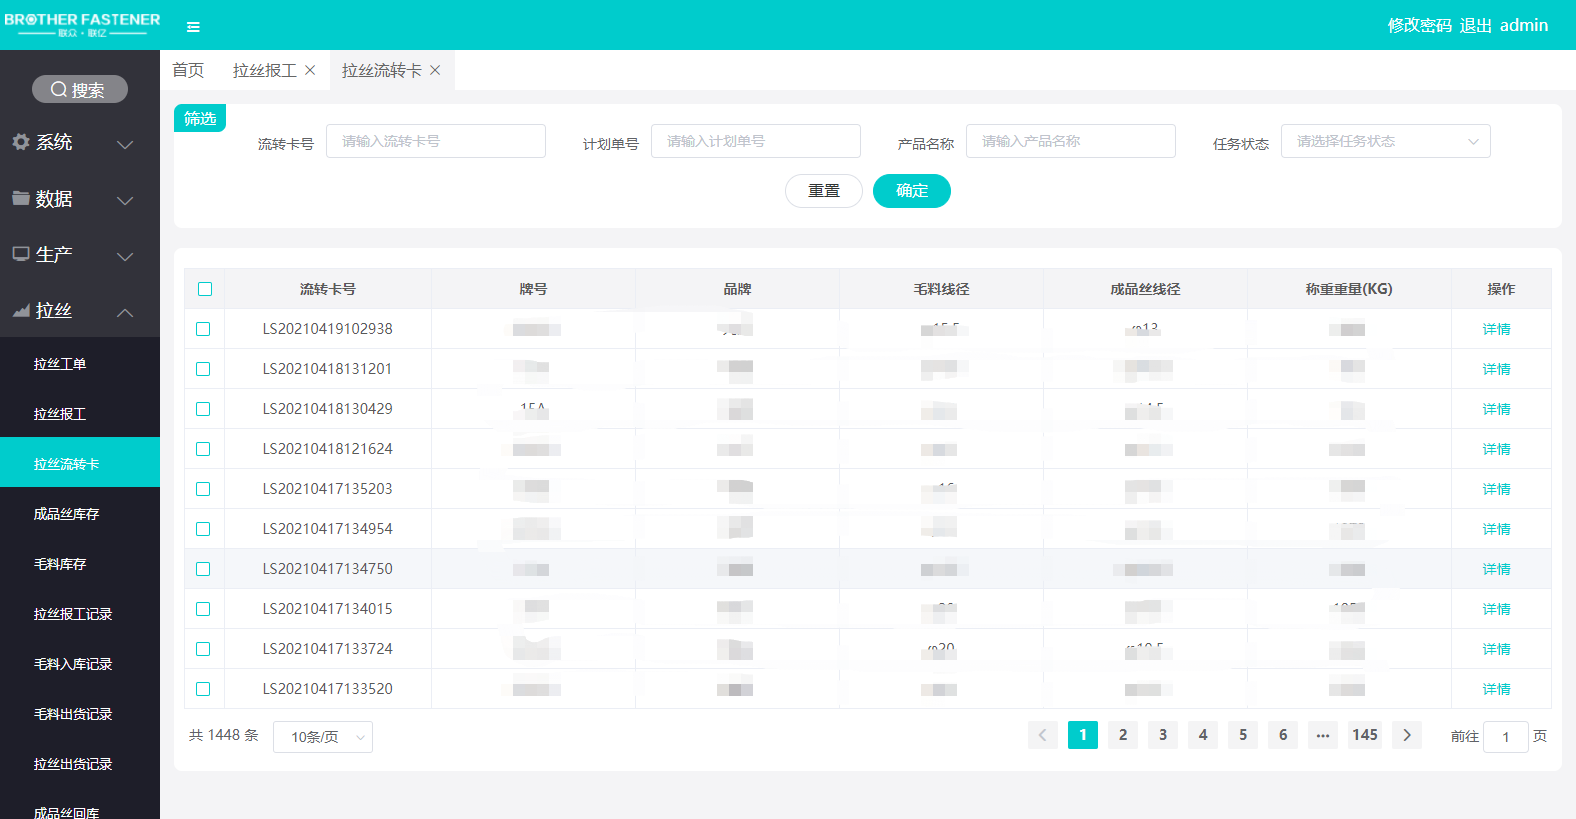 BROTHER FASTENER
联众·联亿
修改密码 退出 admin
搜索
系统
数据
生产
拉丝
拉丝工单
拉丝报工
拉丝流转卡
成品丝库存
毛料库存
拉丝报工记录
毛料入库记录
毛料出货记录
拉丝出货记录
成品丝回库
首页 拉丝报工 拉丝流转卡
筛选
流转卡号 请输入流转卡号 计划单号 请输入计划单号 产品名称 请输入产品名称 任务状态 请选择任务状态
重置 确定
流转卡号 牌号 品牌 毛料线径 成品丝线径 称重重量(KG) 操作
LS20210419102938 详情
LS20210418131201 详情
LS20210418130429 详情
LS20210418121624 详情
LS20210417135203 详情
LS20210417134954 详情
LS20210417134750 详情
LS20210417134015 详情
LS20210417133724 详情
LS20210417133520 详情
共 1448 条 10条/页 1 2 3 4 5 6 ··· 145 前往 1 页